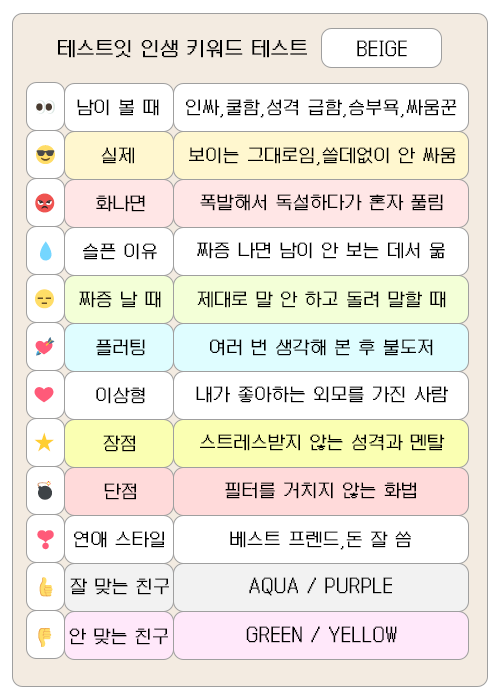 테스트잇 인생 키워드 테스트 BEIGE
남이 볼 때 인싸,쿨함,성격 급함,승부욕,싸움꾼
실제 보이는 그대로임,쓸데없이 안 싸움
화나면 폭발해서 독설하다가 혼자 풀림
슬픈 이유 짜증 나면 남이 안 보는 데서 욺
짜증 날 때 제대로 말 안 하고 돌려 말할 때
플러팅 여러 번 생각해 본 후 불도저
이상형 내가 좋아하는 외모를 가진 사람
장점 스트레스받지 않는 성격과 멘탈
단점 필터를 거치지 않는 화법
연애 스타일 베스트 프렌드,돈 잘 씀
잘 맞는 친구 AQUA / PURPLE
안 맞는 친구 GREEN / YELLOW